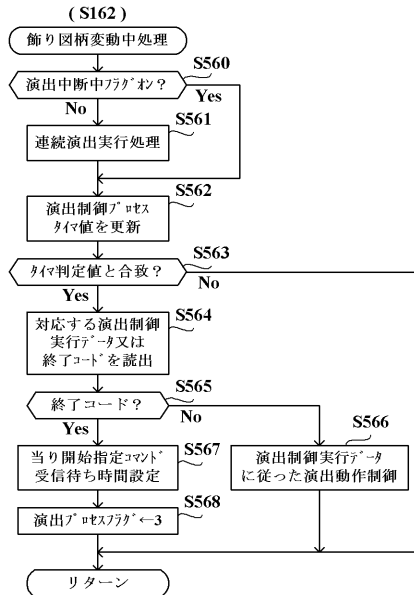 (S162)
飾り図柄変動中処理
S560
演出中断中フラグオン？
No
Yes
S561
連続演出実行処理
S562
演出制御プロセス
タイマ値を更新
S563
タイマ判定値と合致？
No
Yes
S564
対応する演出制御
実行データ又は
終了コードを読出
S565
終了コード？
No
Yes
S566
演出制御実行データ
に従った演出動作制御
S567
当り開始指定コマンド
受信待ち時間設定
S568
演出プロセスフラグ←3
リターン